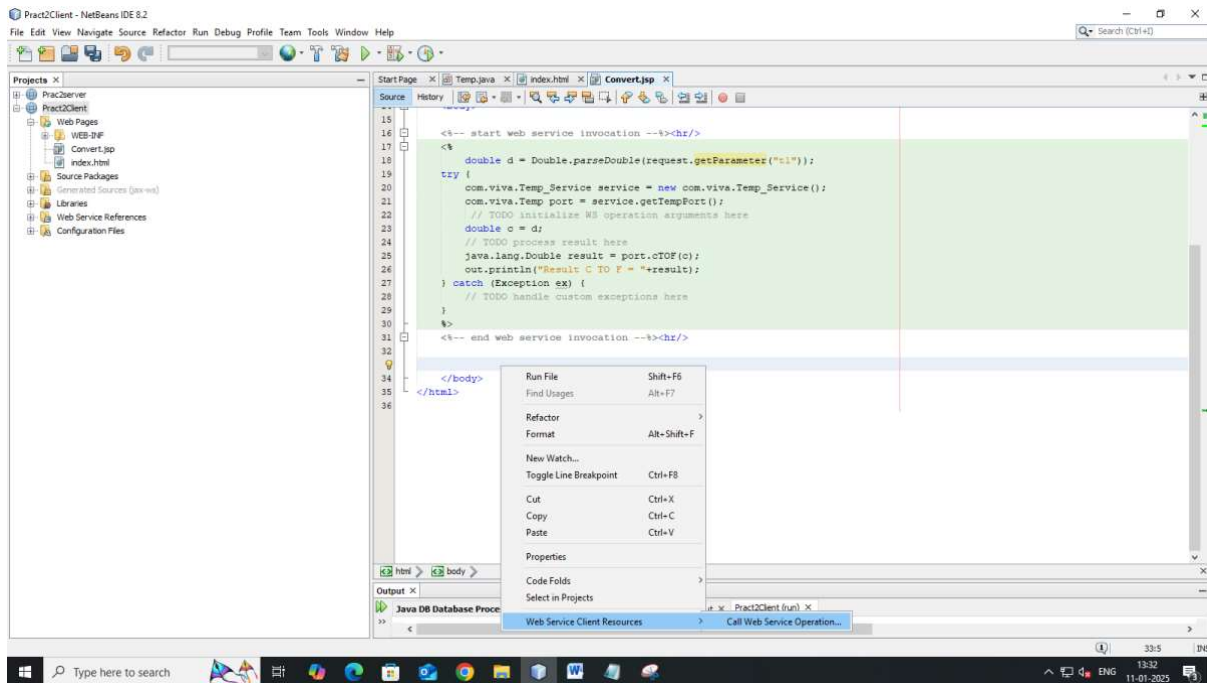 Pract2Client - NetBeans IDE 8.2
File Edit View Navigate Source Refactor Run Debug Profile Team Tools Window Help
Search (Ctrl+I)
Projects
Start Page Temp.java index.html Convert.jsp
Prac2server
Source History
Pract2Client
Web Pages
WEB-INF
Convert.jsp
index.html
Source Packages
Generated Sources (jax-ws)
Libraries
Web Service References
Configuration Files
15
16 <%-- start web service invocation --%><hr/>
17 <%
18 double d = Double.parseDouble(request.getParameter("t1"));
19 try {
20 com.viva.Temp_Service service = new com.viva.Temp_Service();
21 com.viva.Temp port = service.getTempPort();
22 // TODO initialize WS operation arguments here
23 double c = d;
24 // TODO process result here
25 java.lang.Double result = port.cTOF(c);
26 out.println("Result C TO F = "+result);
27 } catch (Exception ex) {
28 // TODO handle custom exceptions here
29 }
30 %>
31 <%-- end web service invocation --%><hr/>
32
34 </body>
35 </html>
36
Run File Shift+F6
Find Usages Alt+F7
Refactor
Format Alt+Shift+F
New Watch...
Toggle Line Breakpoint Ctrl+F8
Cut Ctrl+X
Copy Ctrl+C
Paste Ctrl+V
Properties
Code Folds
Select in Projects
Web Service Client Resources
Call Web Service Operation...
html body
Output
Java DB Database Proce
Pract2Client (run)
33:5 INS
Type here to search
ENG
13:32
11-01-2025